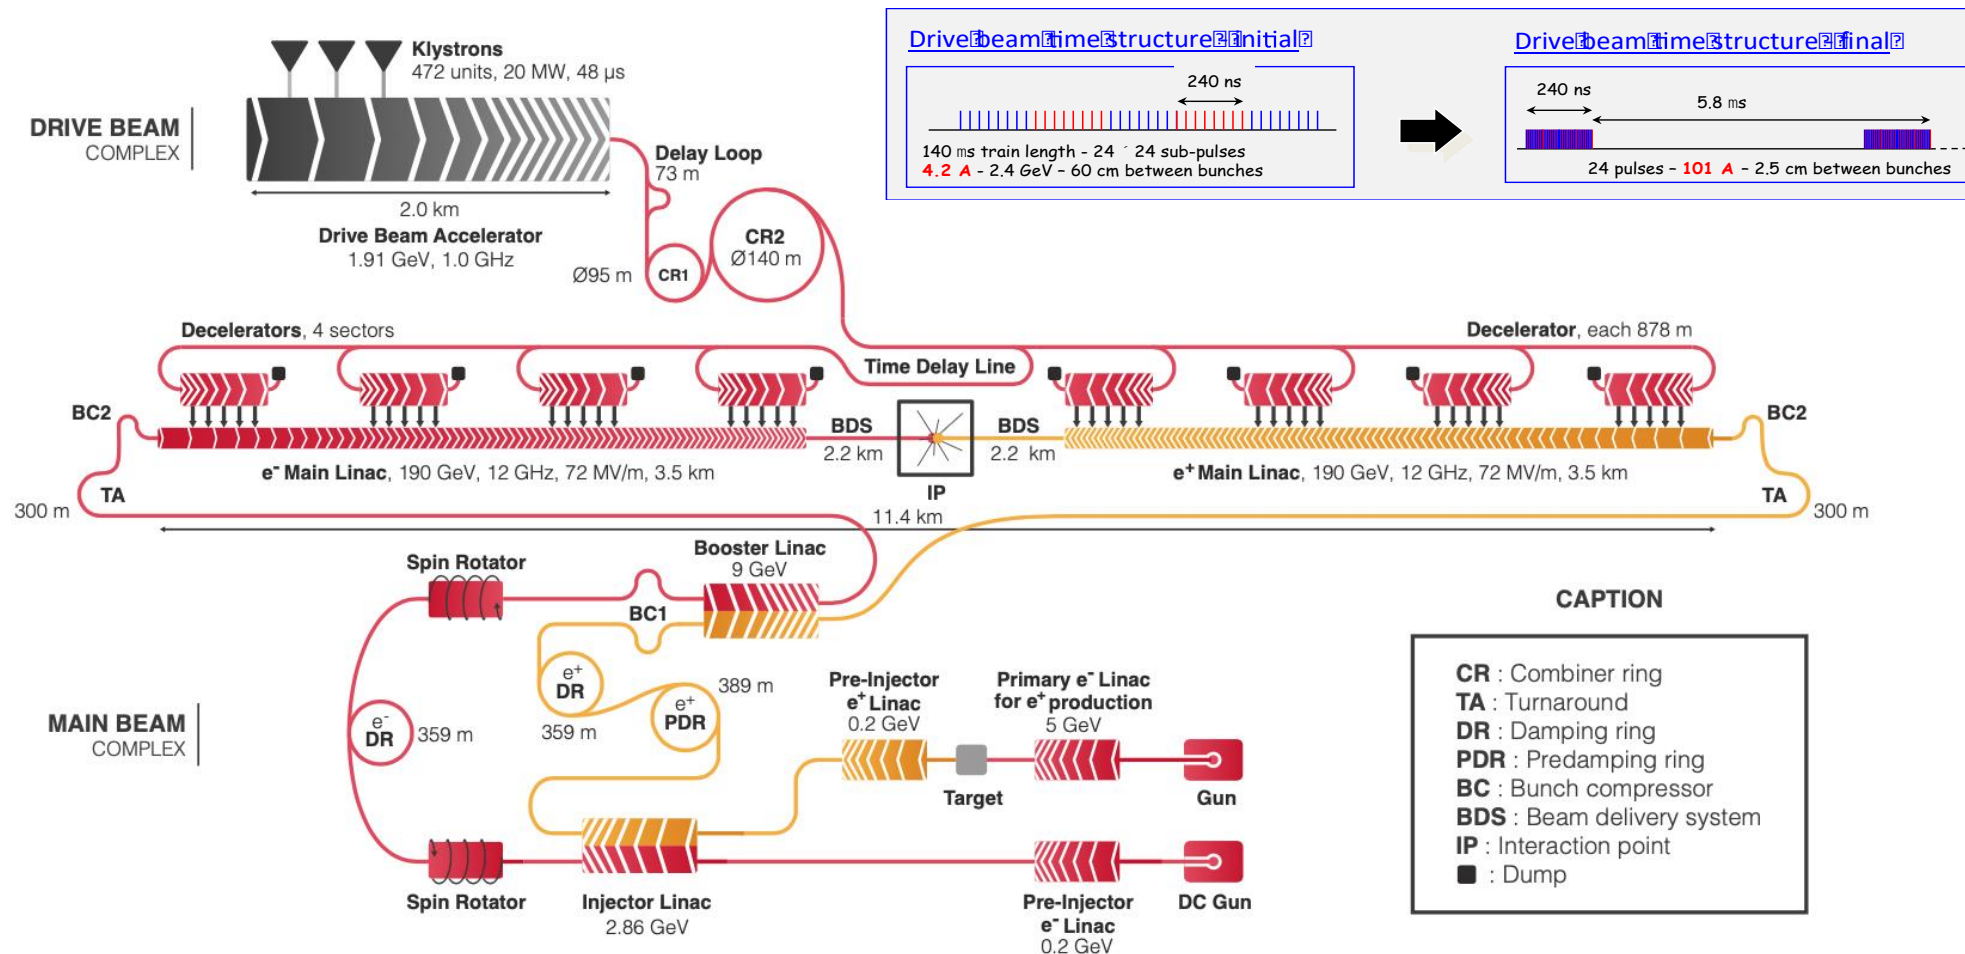 Klystrons
472 units, 20 MW, 48 µs
DRIVE BEAM
COMPLEX
2.0 km
Drive Beam Accelerator
1.91 GeV, 1.0 GHz
Delay Loop
73 m
CR2
Ø140 m
Ø95 m
CR1
Drive beam time structure - initial
240 ns
140 ms train length - 24 ´ 24 sub-pulses
4.2 A - 2.4 GeV – 60 cm between bunches
Drive beam time structure - final
240 ns
5.8 ms
24 pulses – 101 A – 2.5 cm between bunches
Decelerators, 4 sectors
Decelerator, each 878 m
Time Delay Line
BC2
BDS
2.2 km
IP
BDS
2.2 km
BC2
e- Main Linac, 190 GeV, 12 GHz, 72 MV/m, 3.5 km
e+ Main Linac, 190 GeV, 12 GHz, 72 MV/m, 3.5 km
TA
300 m
11.4 km
TA
300 m
Spin Rotator
Booster Linac
9 GeV
BC1
MAIN BEAM
COMPLEX
e-
DR
359 m
e+
DR
359 m
e+
PDR
389 m
Pre-Injector
e+ Linac
0.2 GeV
Primary e- Linac
for e+ production
5 GeV
Target
Gun
Spin Rotator
Injector Linac
2.86 GeV
Pre-Injector
e- Linac
0.2 GeV
DC Gun
CAPTION
CR : Combiner ring
TA : Turnaround
DR : Damping ring
PDR : Predamping ring
BC : Bunch compressor
BDS : Beam delivery system
IP : Interaction point
: Dump